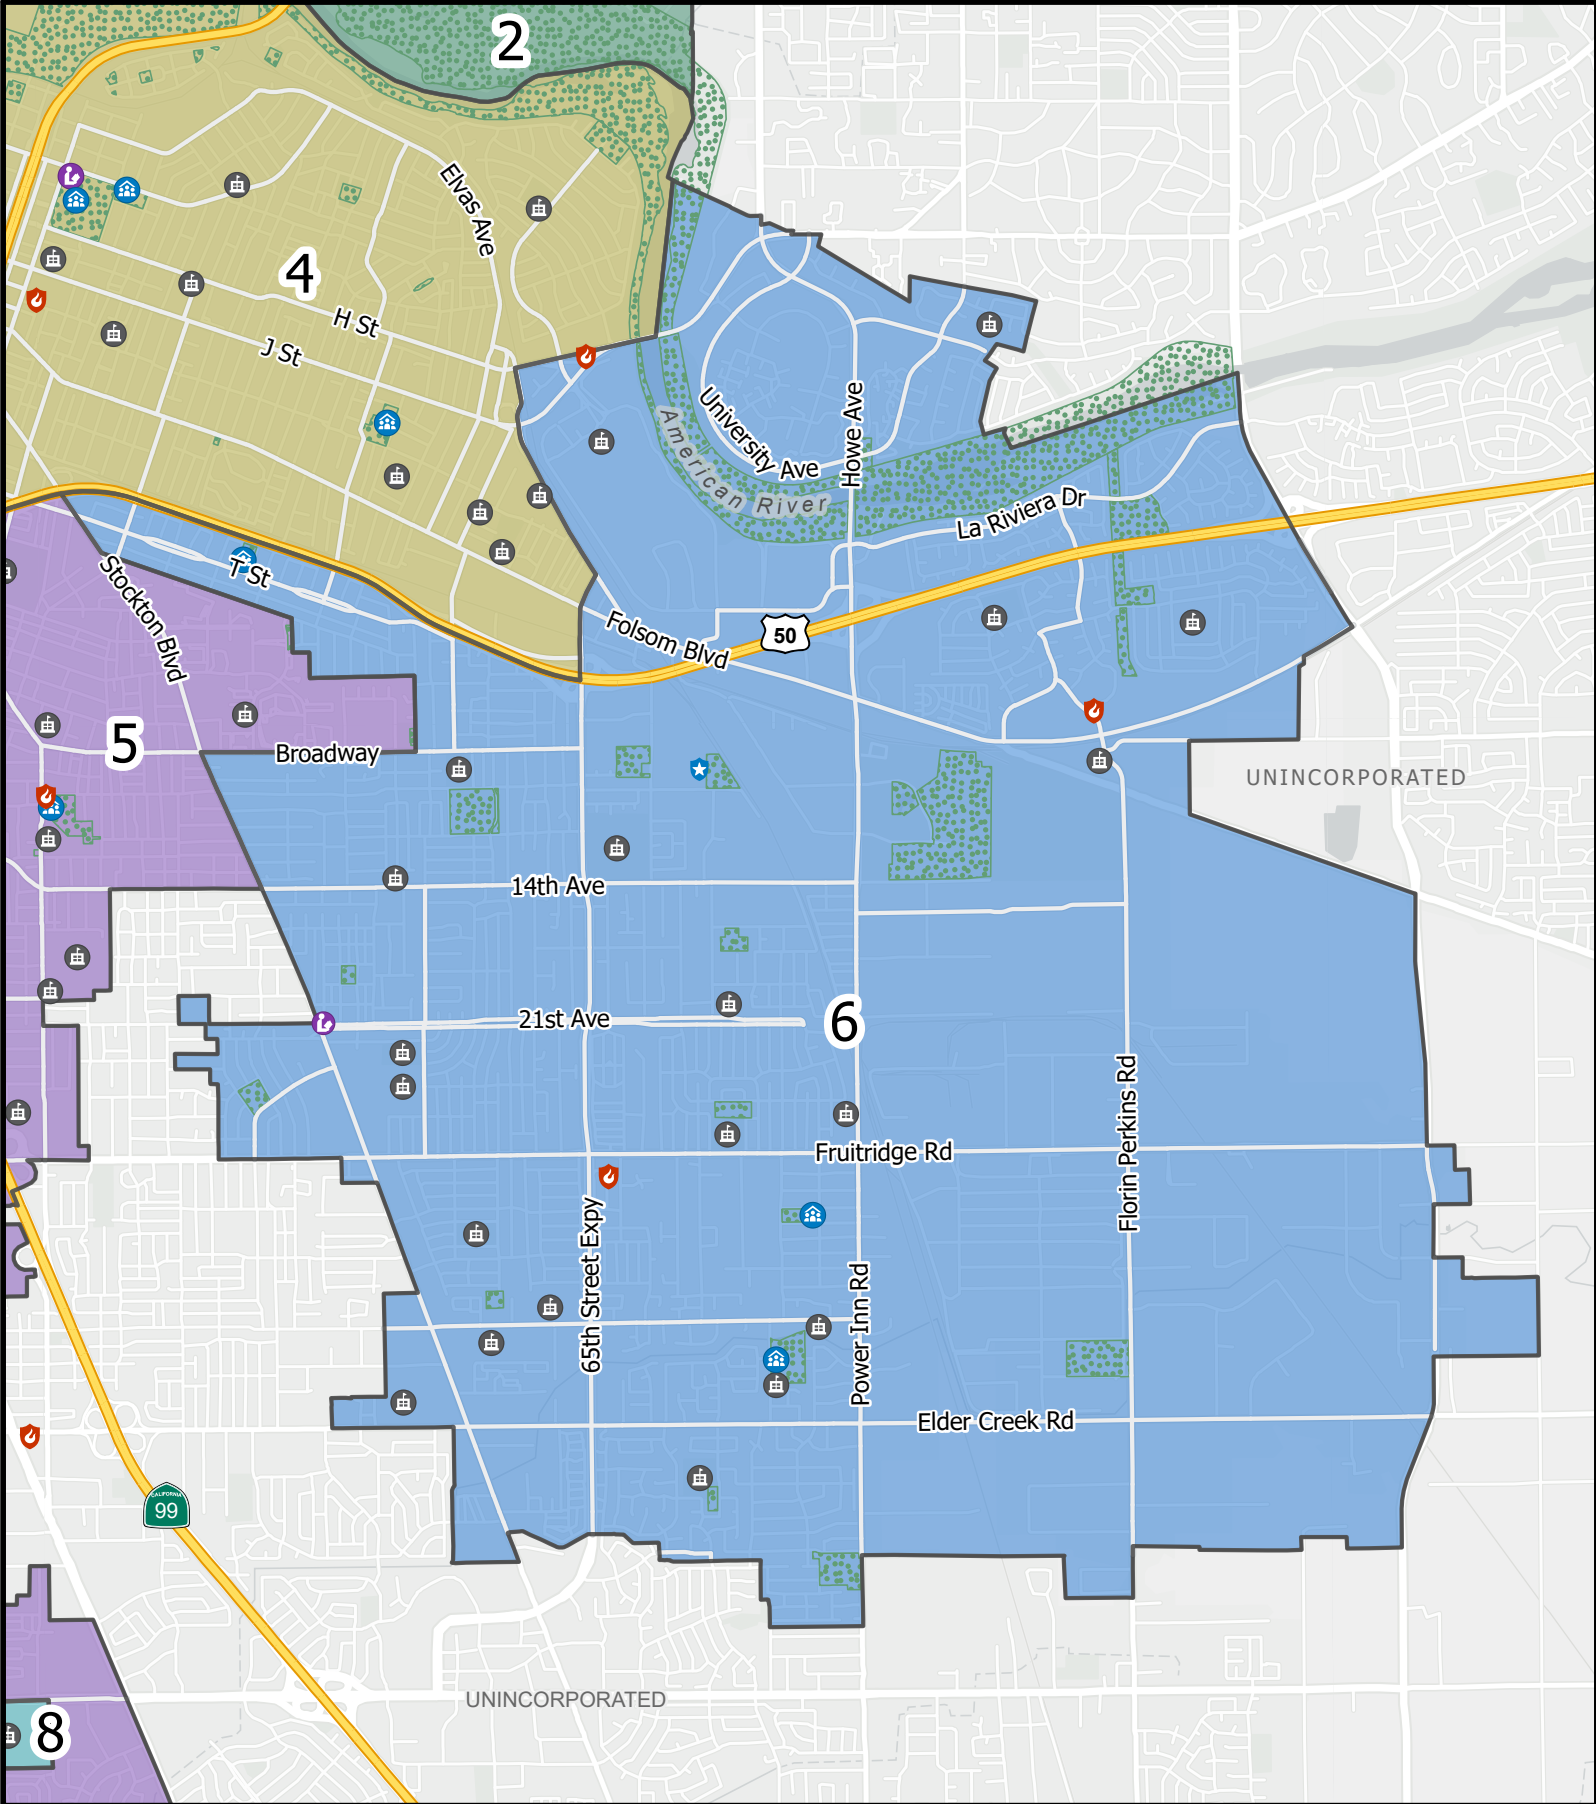 2
Elvas Ave
4
H St
J St
University Ave
Howe Ave
American River
La Riviera Dr
T St
Stockton Blvd
Folsom Blvd
50
5
Broadway
UNINCORPORATED
14th Ave
21st Ave
6
Florin Perkins Rd
Fruitridge Rd
65th Street Expy
Power Inn Rd
Elder Creek Rd
CALIFORNIA
99
UNINCORPORATED
8